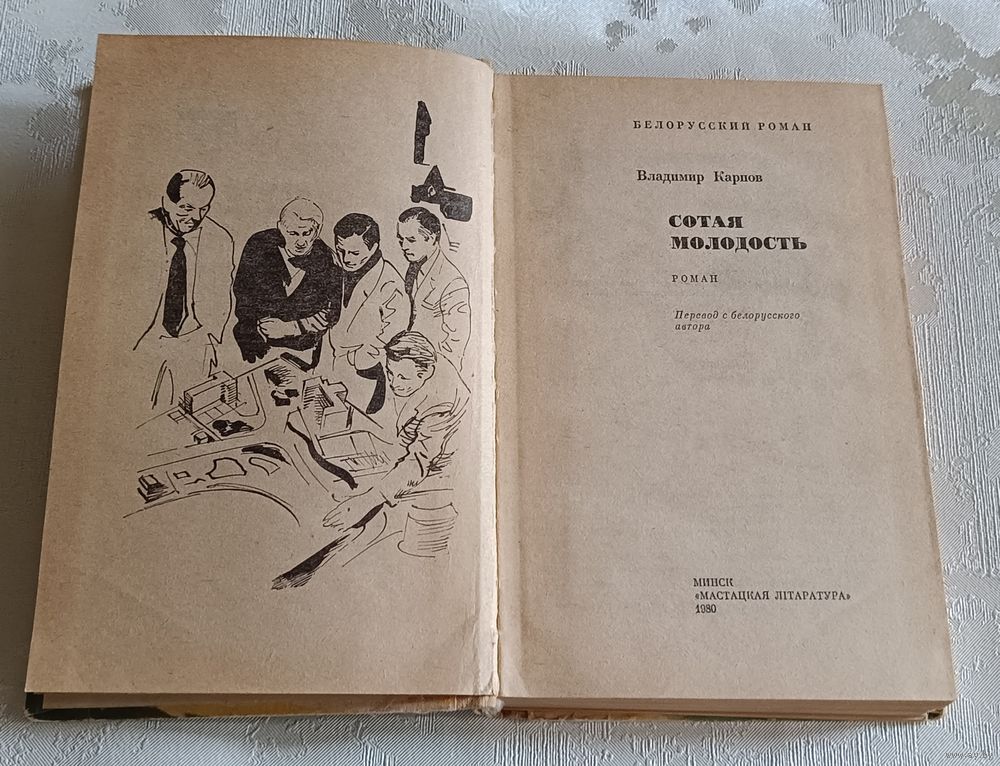 БЕЛОРУССКИЙ РОМАН
Владимир Карпов
СОТАЯ
МОЛОДОСТЬ
РОМАН
Перевод с белорусского
автора
МИНСК
«МАСТАЦКАЯ ЛІТАРАТУРА»
1980